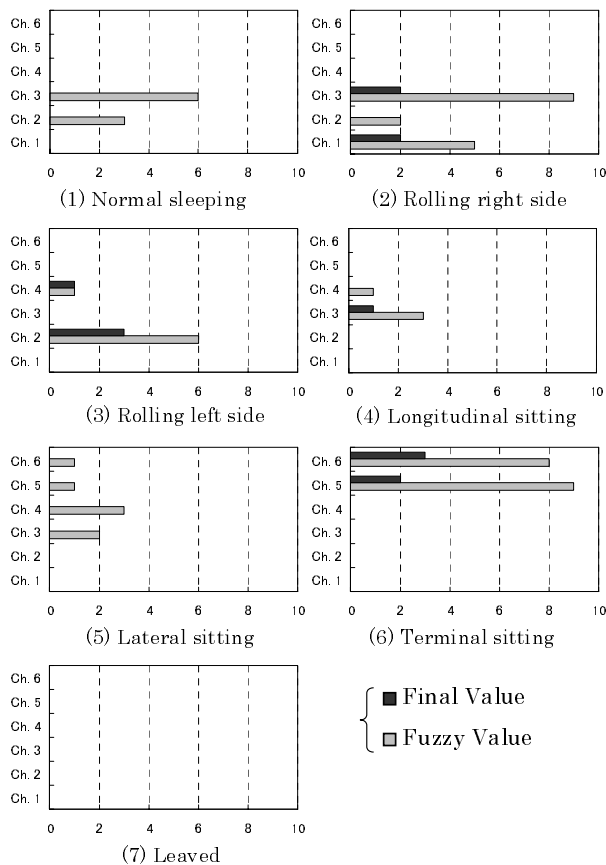 Ch. 6
Ch. 5
Ch. 4
Ch. 3
Ch. 2
Ch. 1
0 2 4 6 8 10
(1) Normal sleeping
Ch. 6
Ch. 5
Ch. 4
Ch. 3
Ch. 2
Ch. 1
0 2 4 6 8 10
(2) Rolling right side
Ch. 6
Ch. 5
Ch. 4
Ch. 3
Ch. 2
Ch. 1
0 2 4 6 8 10
(3) Rolling left side
Ch. 6
Ch. 5
Ch. 4
Ch. 3
Ch. 2
Ch. 1
0 2 4 6 8 10
(4) Longitudinal sitting
Ch. 6
Ch. 5
Ch. 4
Ch. 3
Ch. 2
Ch. 1
0 2 4 6 8 10
(5) Lateral sitting
Ch. 6
Ch. 5
Ch. 4
Ch. 3
Ch. 2
Ch. 1
0 2 4 6 8 10
(6) Terminal sitting
Ch. 6
Ch. 5
Ch. 4
Ch. 3
Ch. 2
Ch. 1
0 2 4 6 8 10
(7) Leaved
Final Value
Fuzzy Value